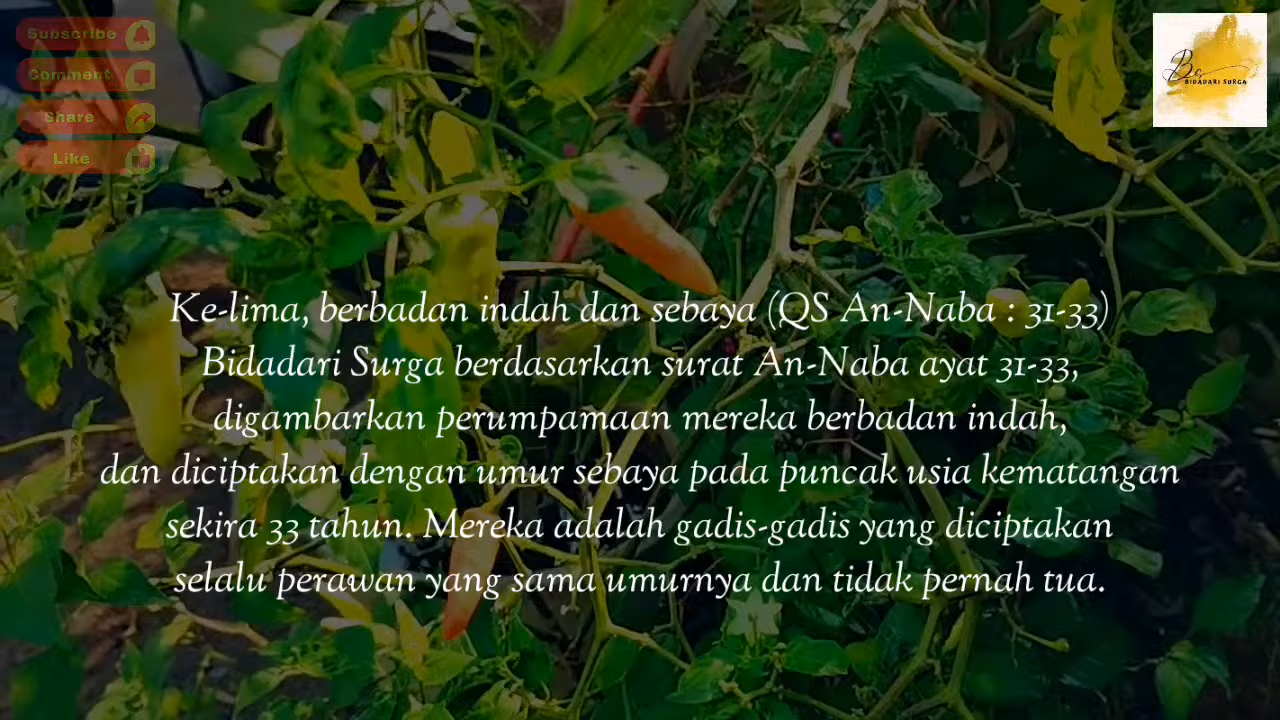 Subscribe
Comment
Share
Like
Bs
BIDADARI SURGA
Ke-lima, berbadan indah dan sebaya (QS An-Naba : 31-33)
Bidadari Surga berdasarkan surat An-Naba ayat 31-33,
digambarkan perumpamaan mereka berbadan indah,
dan diciptakan dengan umur sebaya pada puncak usia kematangan
sekira 33 tahun. Mereka adalah gadis-gadis yang diciptakan
selalu perawan yang sama umurnya dan tidak pernah tua.